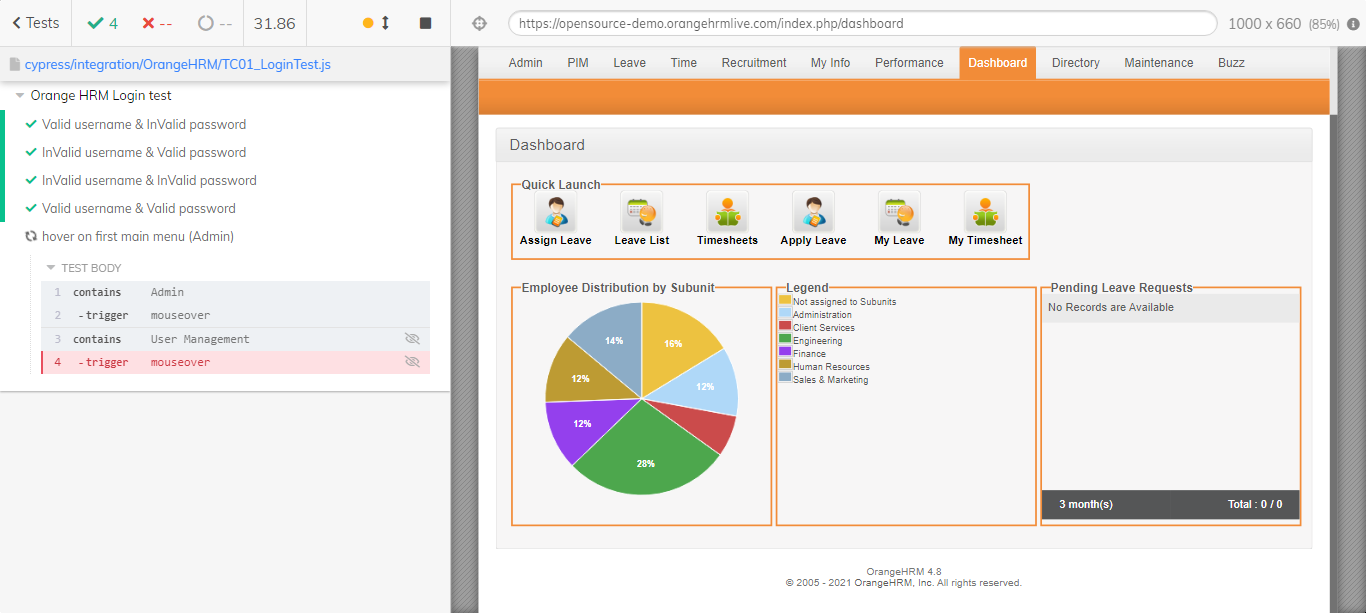 Tests 4 -- -- 31.86
https://opensource-demo.orangehrmlive.com/index.php/dashboard 1000 x 660 (85%)
cypress/integration/OrangeHRM/TC01_LoginTest.js
Orange HRM Login test
Valid username & InValid password
InValid username & Valid password
InValid username & InValid password
Valid username & Valid password
hover on first main menu (Admin)
TEST BODY
1 contains Admin
2 - trigger mouseover
3 contains User Management
4 - trigger mouseover
Admin PIM Leave Time Recruitment My Info Performance Dashboard Directory Maintenance Buzz
Dashboard
Quick Launch
Assign Leave Leave List Timesheets Apply Leave My Leave My Timesheet
Employee Distribution by Subunit
14% 16%
12% 12%
12%
28%
Legend
Not assigned to Subunits
Administration
Client Services
Engineering
Finance
Human Resources
Sales & Marketing
Pending Leave Requests
No Records are Available
3 month(s) Total : 0 / 0
OrangeHRM 4.8
© 2005 - 2021 OrangeHRM, Inc. All rights reserved.